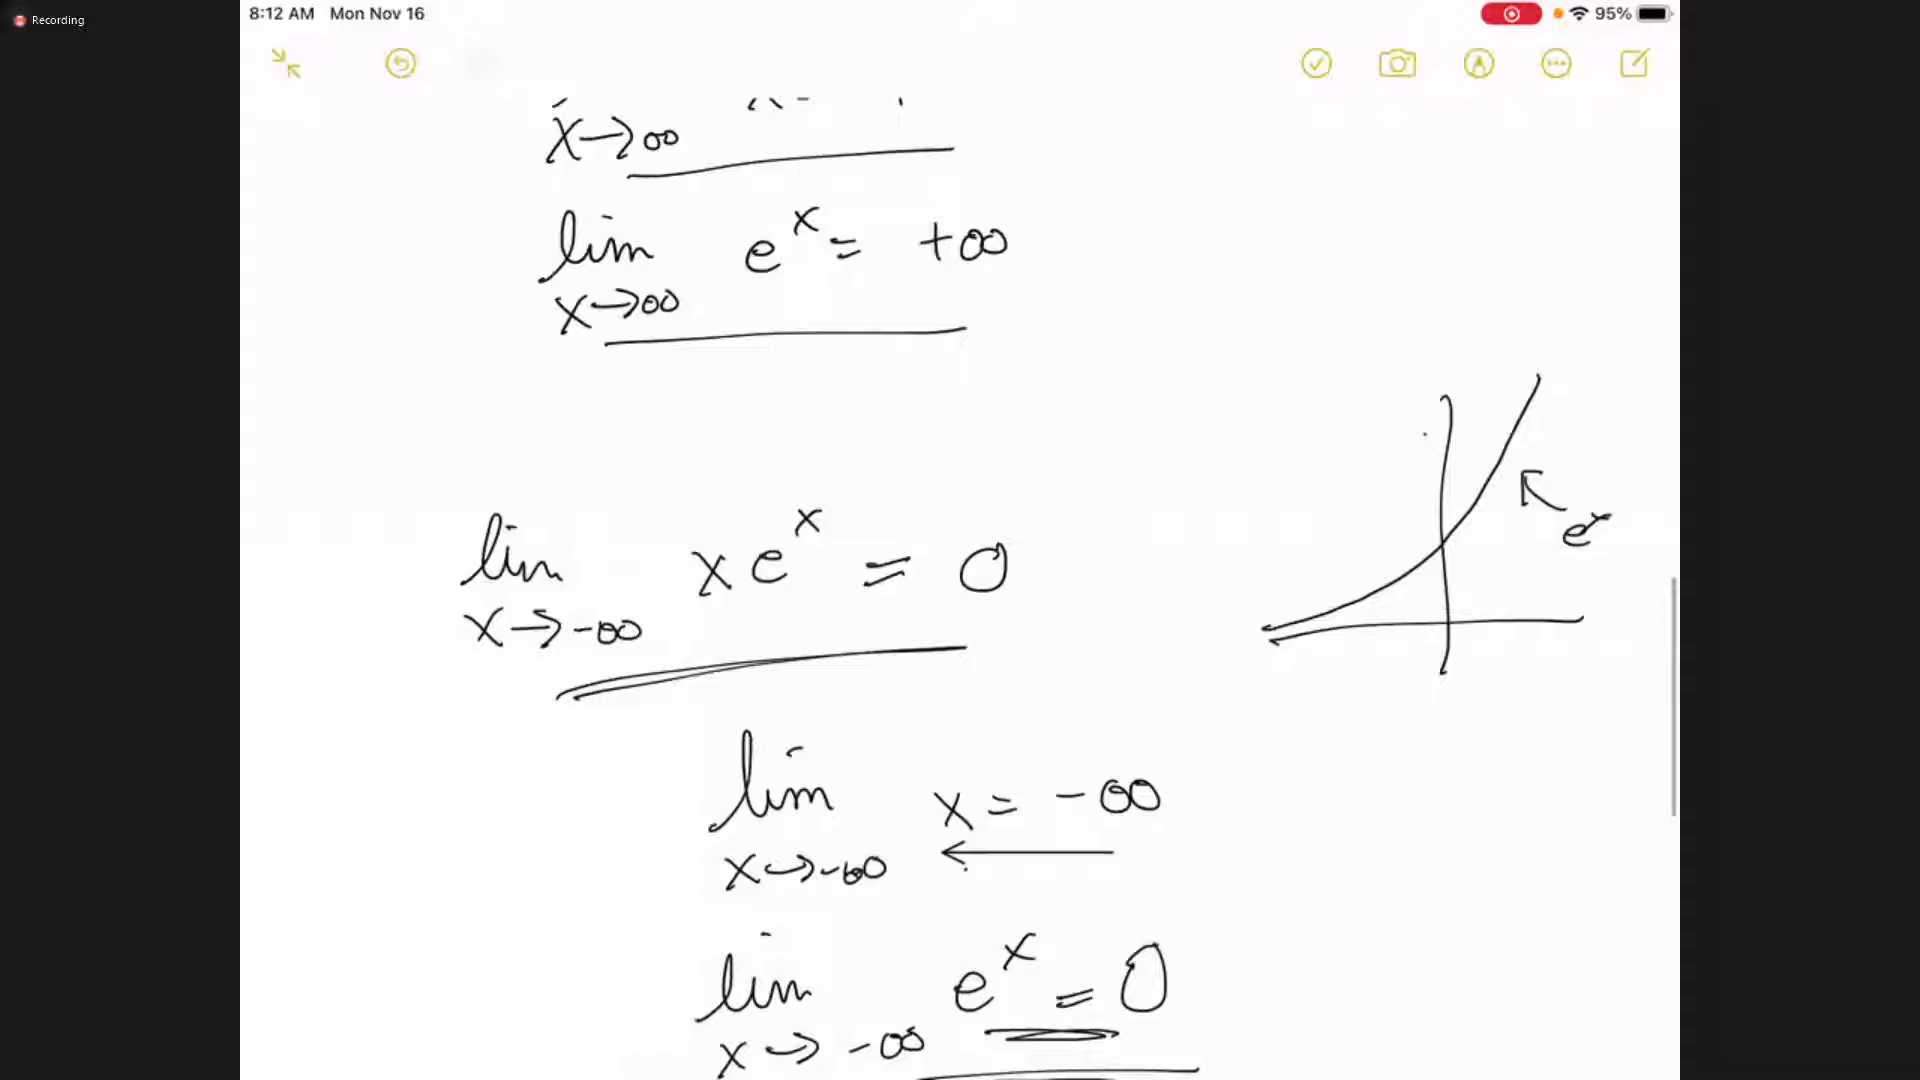 Recording
8:12 AM Mon Nov 16
95%
x→∞
lim e^x = +∞
x→∞
e^x
lim x e^x = 0
x→-∞
lim x = -∞
x→-∞
lim e^x = 0
x→-∞